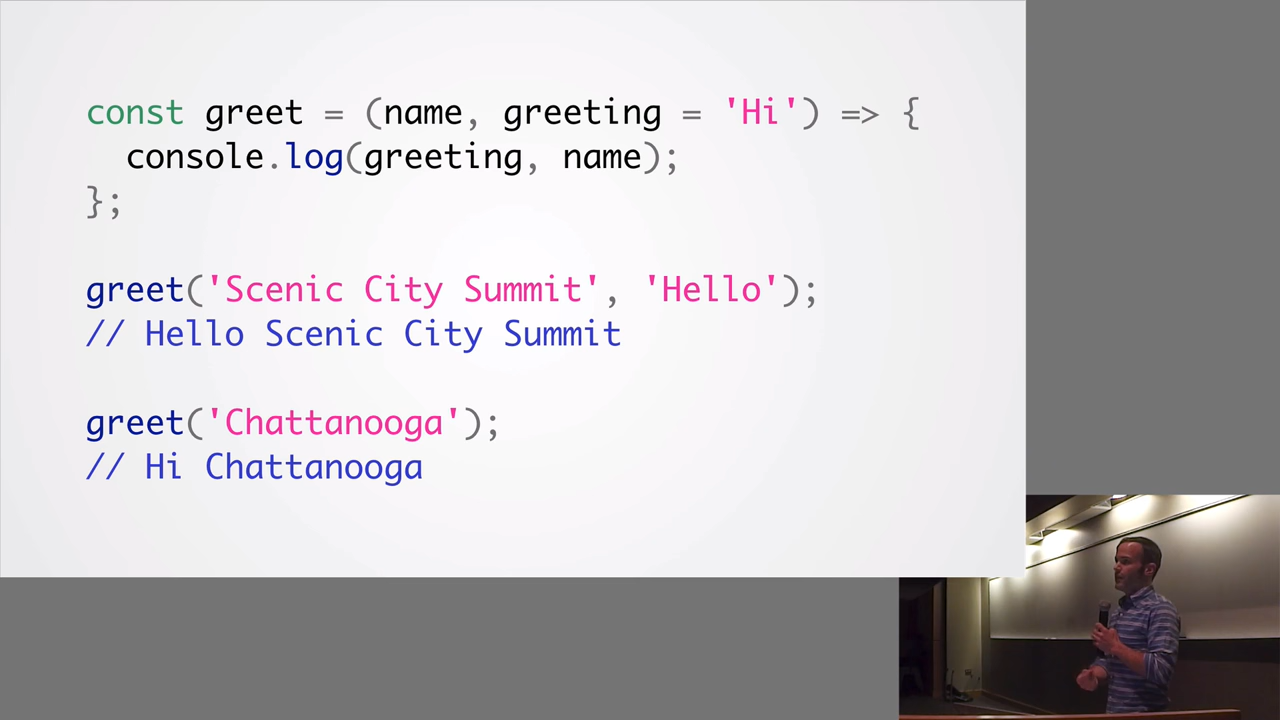 const greet = (name, greeting = 'Hi') => {
  console.log(greeting, name);
};
greet('Scenic City Summit', 'Hello');
// Hello Scenic City Summit
greet('Chattanooga');
// Hi Chattanooga